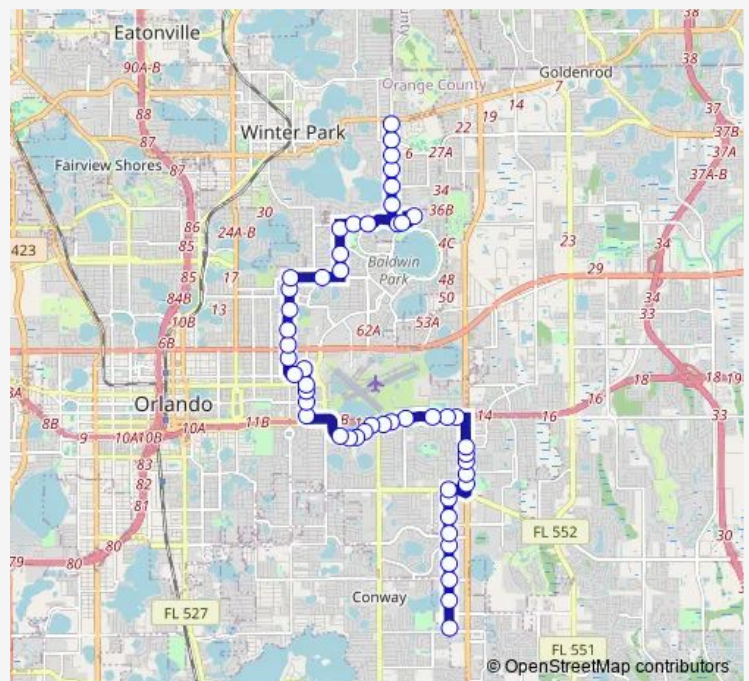 Eatonville
90A-B
County
38
38
Goldenrod
7
Orange County
88
14
37
19
Winter Park
22
37B
87
6
27A
37A
Fairview Shores
87
37A-B
34
30
36B
86
24A-B
423
4C
23
34
85
Baldwin
Park
85
17
48
29
84B
50
34
13
10B
53A
33
62A
6B
18
18
19
8A
Orlando
16
8B
11B
B
14
16
33
9
10A
10B
10A
83
82
81
FL 552
30
79
80
80
Conway
FL 527
FL 551
© OpenStreetMap contributors